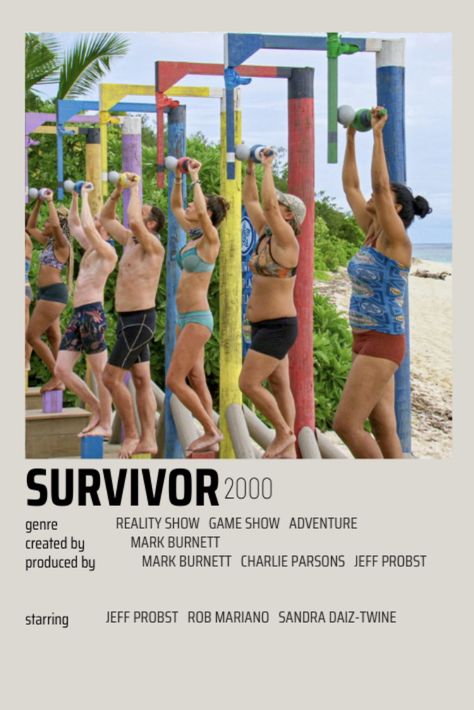 SURVIVOR 2000
genre REALITY SHOW GAME SHOW ADVENTURE
created by MARK BURNETT
produced by MARK BURNETT CHARLIE PARSONS JEFF PROBST
starring JEFF PROBST ROB MARIANO SANDRA DAIZ-TWINE